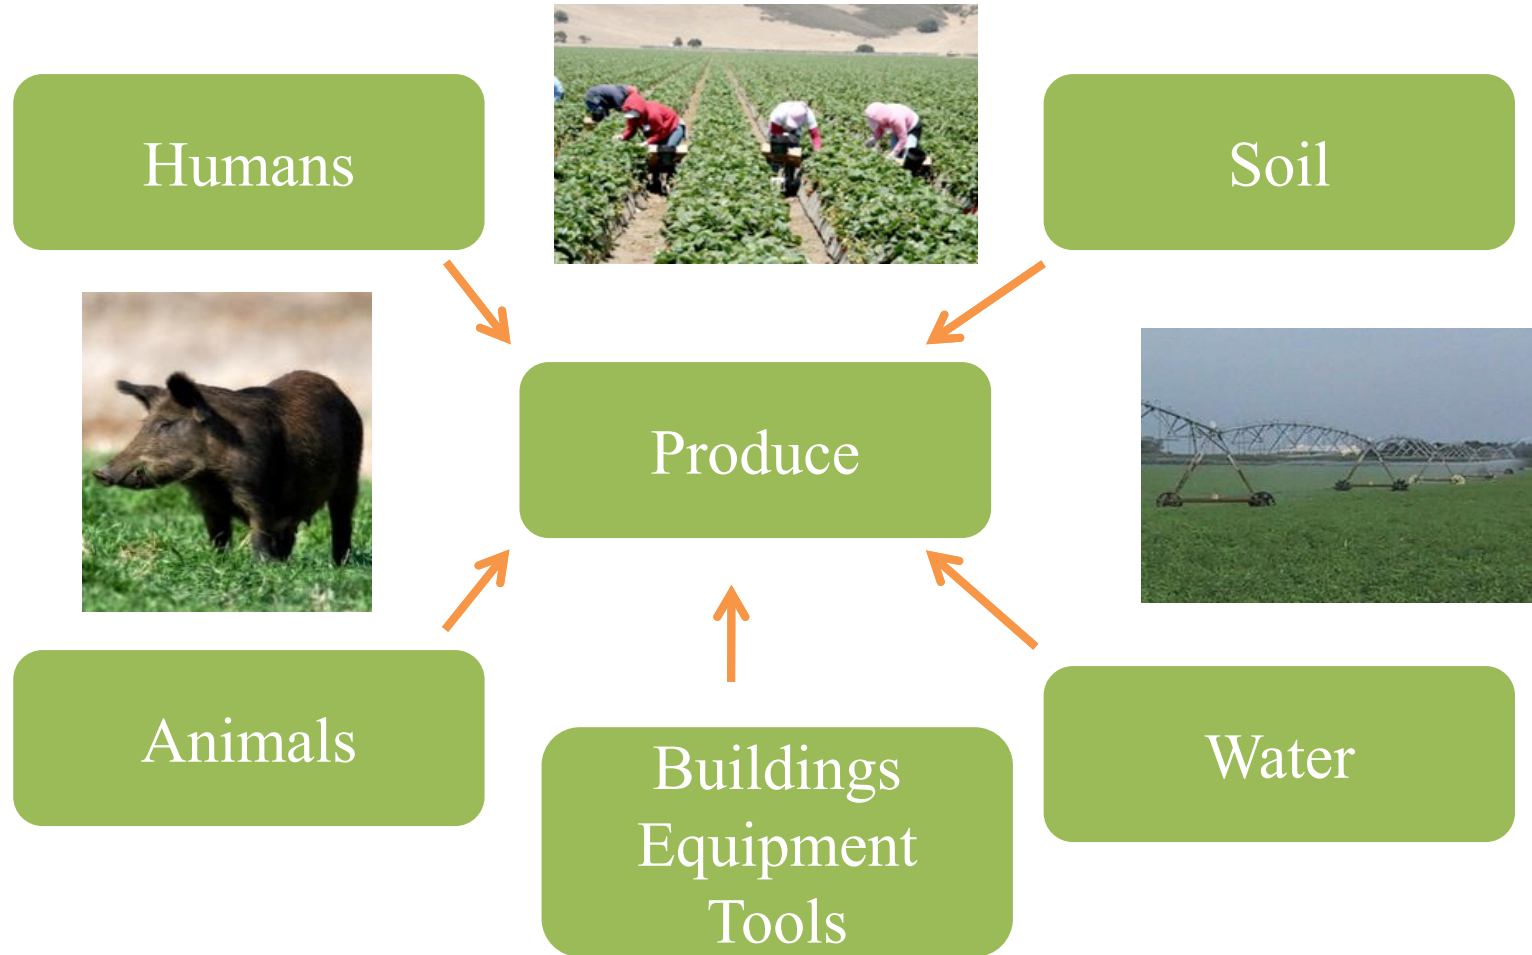 Humans
Soil
Produce
Animals
Water
Buildings
Equipment
Tools